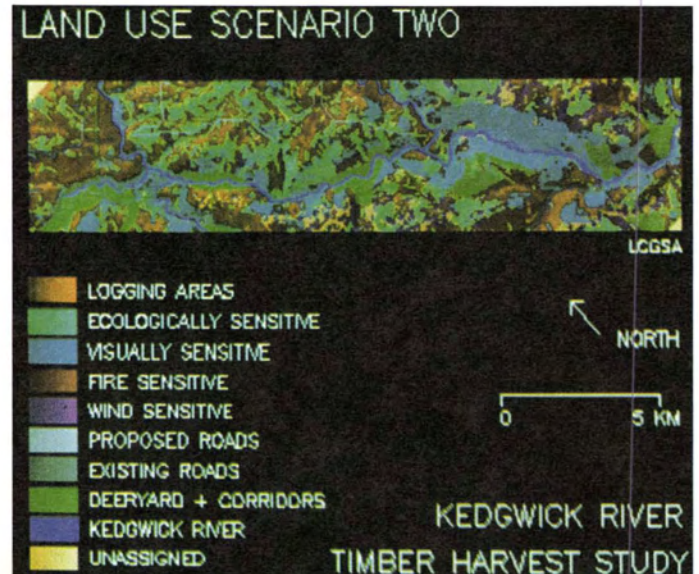 LAND USE SCENARIO TWO
LCGSA
LOGGING AREAS
ECOLOGICALLY SENSITIVE
VISUALLY SENSITIVE
FIRE SENSITIVE
WIND SENSITIVE
PROPOSED ROADS
EXISTING ROADS
DEERYARD + CORRIDORS
KEDGWICK RIVER
UNASSIGNED
NORTH
0 5 KM
KEDGWICK RIVER
TIMBER HARVEST STUDY